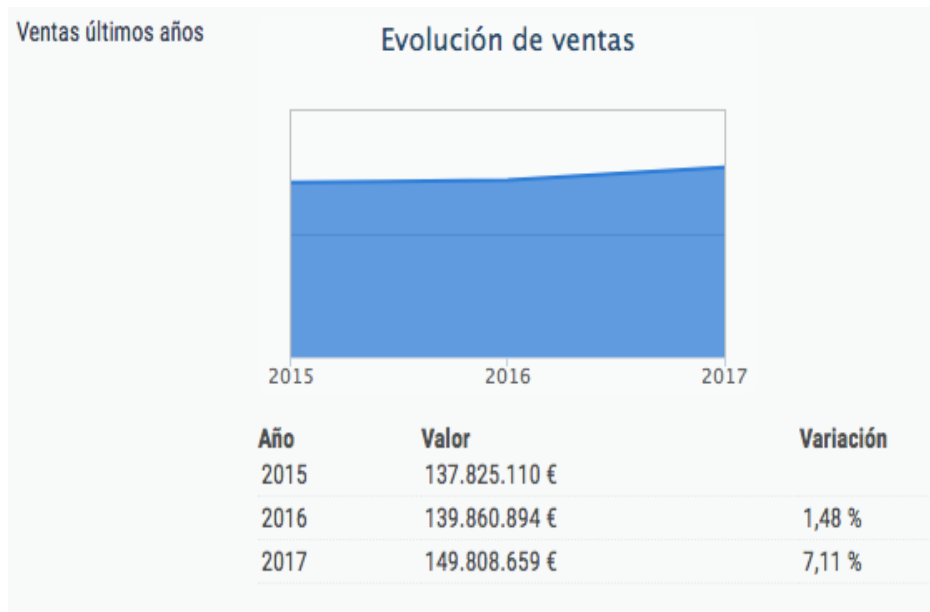 Ventas últimos años
Evolución de ventas
2015 2016 2017
Año Valor Variación
2015 137.825.110 €
2016 139.860.894 € 1,48 %
2017 149.808.659 € 7,11 %